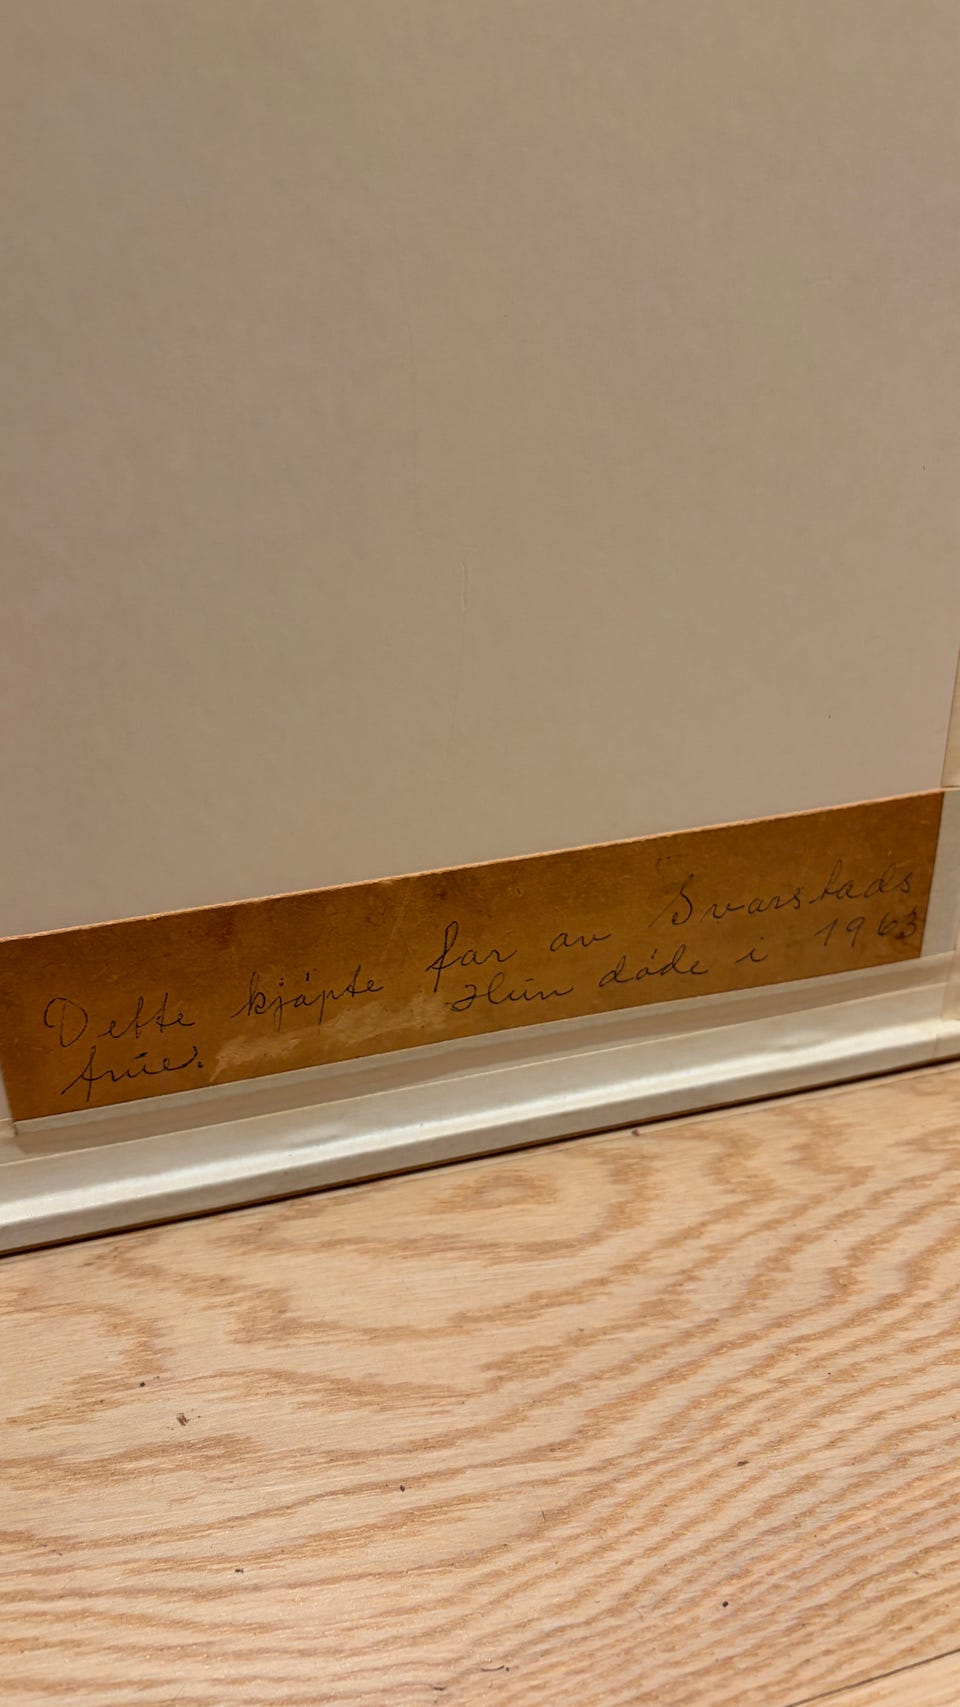 Dette kjøpte far av Svarstads
frue. Hun døde i 1963